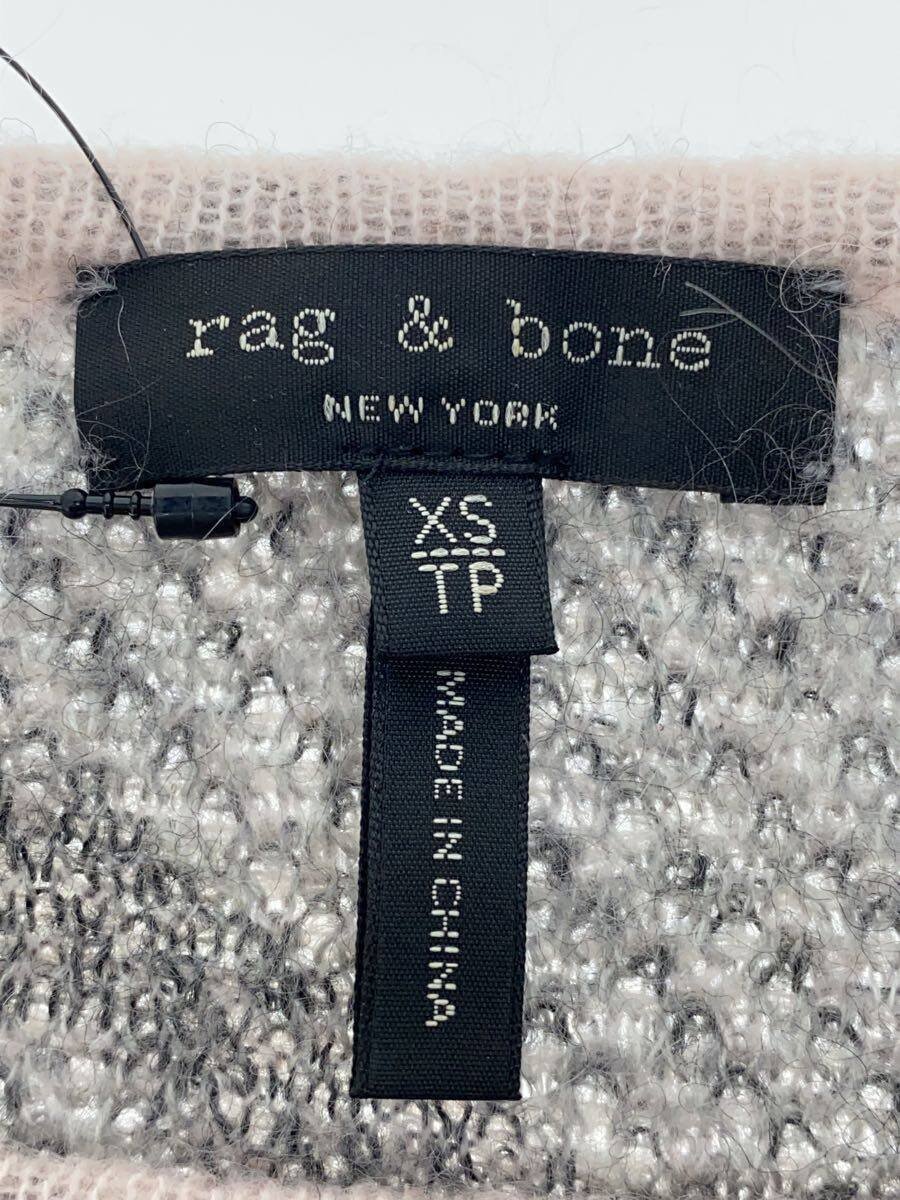 rag & bone
NEW YORK
XS
TP
MADE IN CHINA